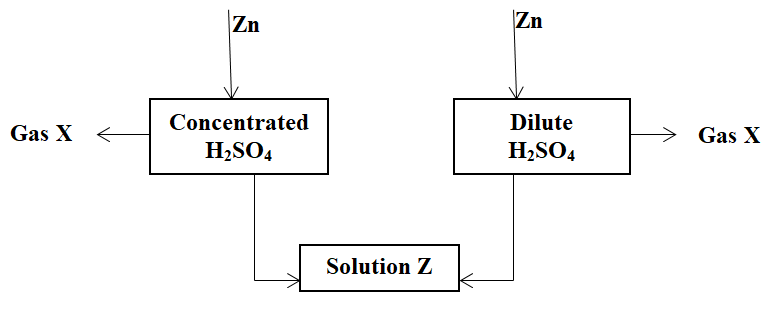 Zn
Zn
Gas X
Concentrated
H₂SO₄
Dilute
H₂SO₄
Gas X
Solution Z